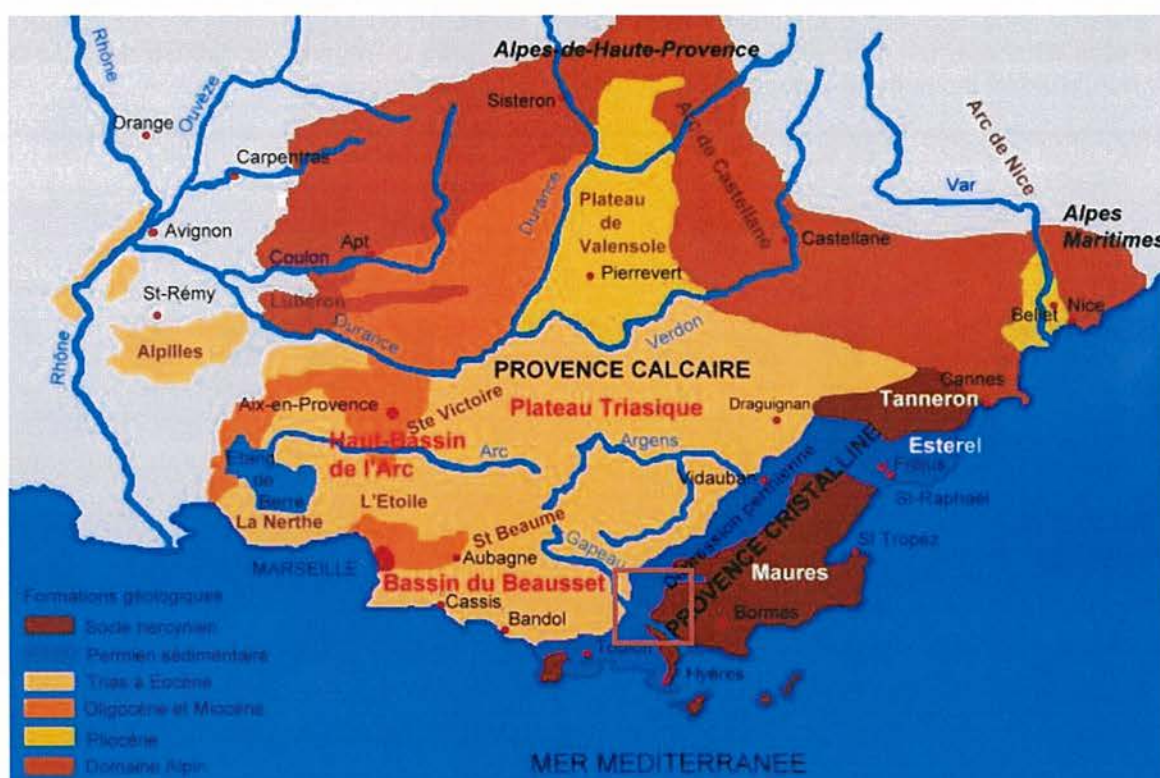 Alpes-de-Haute-Provence
Rhône
Ouvèze
Sisteron
Orange
Carpentras
Arc de Castellane
Arc de Nice
Var
Durance
Plateau
de
Valensole
Alpes
Maritimes
Avignon
Apt
Coulon
Castellane
Pierrevert
St-Rémy
Lubéron
Bellet
Nice
Durance
Verdon
Alpilles
Rhône
PROVENCE CALCAIRE
Cannes
Aix-en-Provence
Ste Victoire
Plateau Triasique
Draguignan
Tanneron
Haut-Bassin
de l'Arc
Arc
Argens
Esterel
Etang
de
Berre
Vidauban
Fréjus
St-Raphaël
L'Etoile
La Nerthe
St Beaume
Dépression permienne
PROVENCE CRISTALLINE
St Tropez
Gapeau
Aubagne
MARSEILLE
Maures
Bassin du Beausset
Formations géologiques
Cassis
Bormes
Bandol
Socle hercynien
Toulon
Permien sédimentaire
Hyères
Trias à Eocène
Oligocène et Miocène
Pliocène
Domaine Alpin
MER MEDITERRANEE